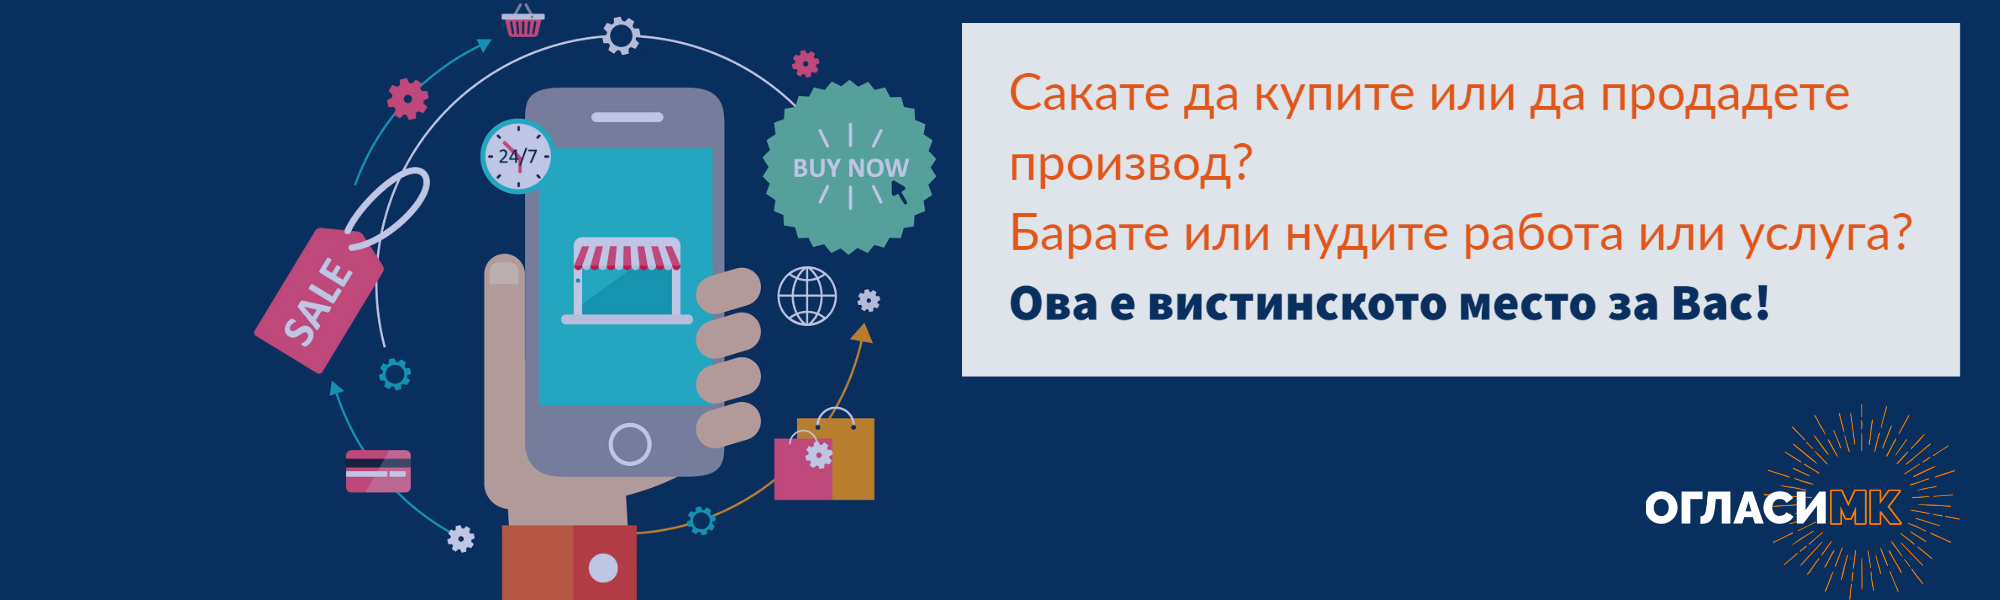 24/7
BUY NOW
SALE
Сакате да купите или да продадете
производ?
Барате или нудите работа или услуга?
Ова е вистинското место за Вас!
ОГЛАСИМК